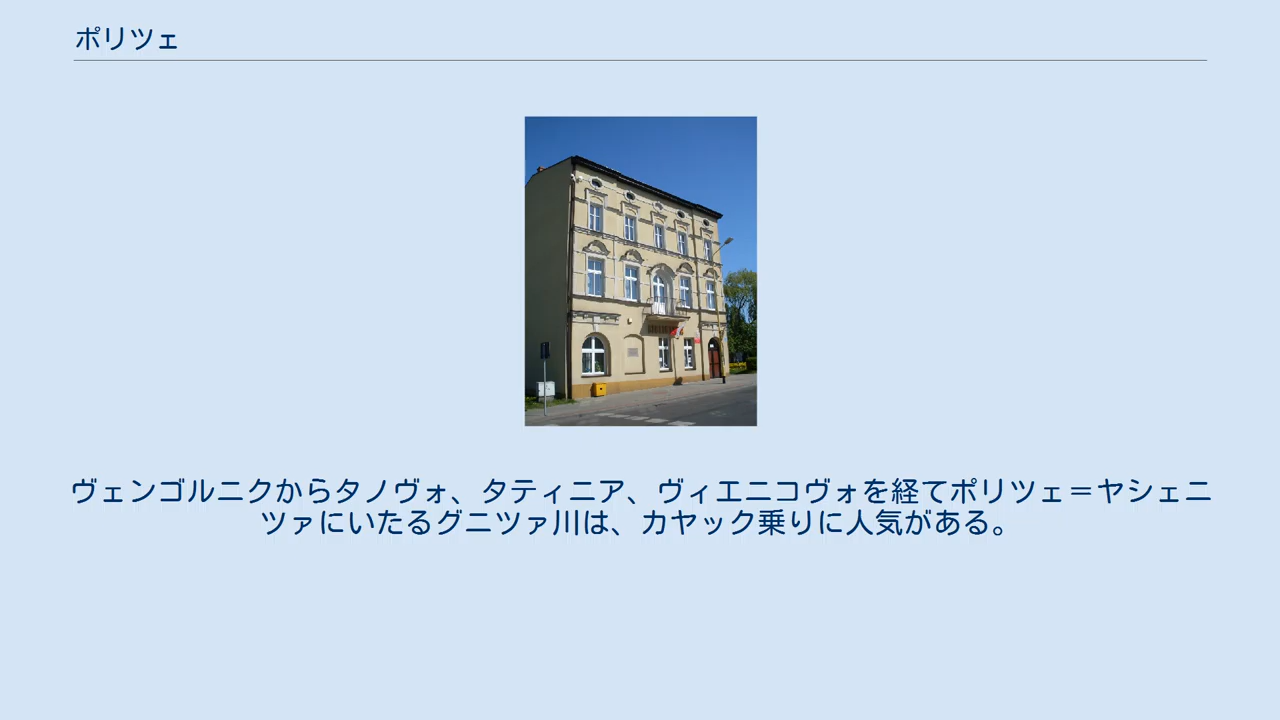 ポリツェ
ヴェンゴルニクからタノヴォ、タティニア、ヴィエニコヴォを経てポリツェ＝ヤシェニ
ツァにいたるグニツァ川は、カヤック乗りに人気がある。